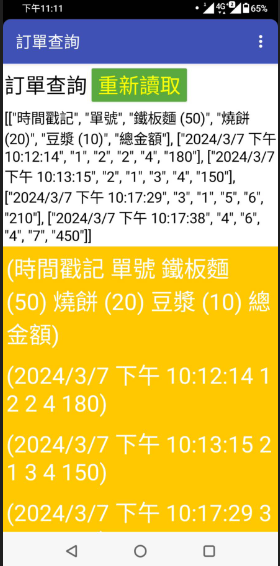 下午11:11
4G
65%
訂單查詢
訂單查詢 重新讀取
[["時間戳記", "單號", "鐵板麵 (50)", "燒餅
(20)", "豆漿 (10)", "總金額"], ["2024/3/7 下午
10:12:14", "1", "2", "2", "4", "180"], ["2024/3/7
下午 10:13:15", "2", "1", "3", "4", "150"],
["2024/3/7 下午 10:17:29", "3", "1", "5", "6",
"210"], ["2024/3/7 下午 10:17:38", "4", "6",
"4", "7", "450"]]
(時間戳記 單號 鐵板麵
(50) 燒餅 (20) 豆漿 (10) 總
金額)
(2024/3/7 下午 10:12:14 1
2 2 4 180)
(2024/3/7 下午 10:13:15 2
1 3 4 150)
(2024/3/7 下午 10:17:29 3